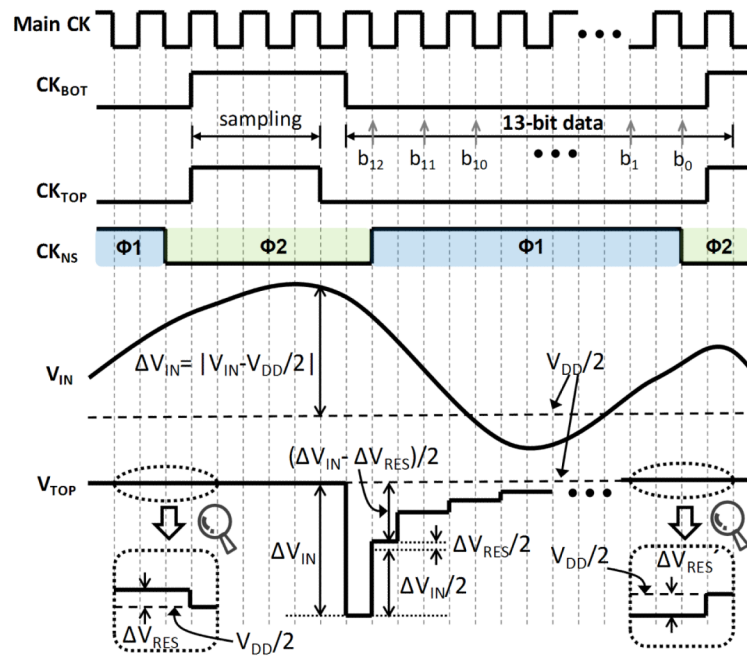 Main CK
CK_BOT
sampling
13-bit data
b_12
b_11
b_10
b_1
b_0
CK_TOP
CK_NS
Φ1
Φ2
Φ1
Φ2
ΔV_IN= |V_IN-V_DD/2|
V_DD/2
V_IN
(ΔV_IN- ΔV_RES)/2
V_TOP
ΔV_IN
ΔV_RES/2
ΔV_IN/2
V_DD/2
ΔV_RES
ΔV_RES
V_DD/2